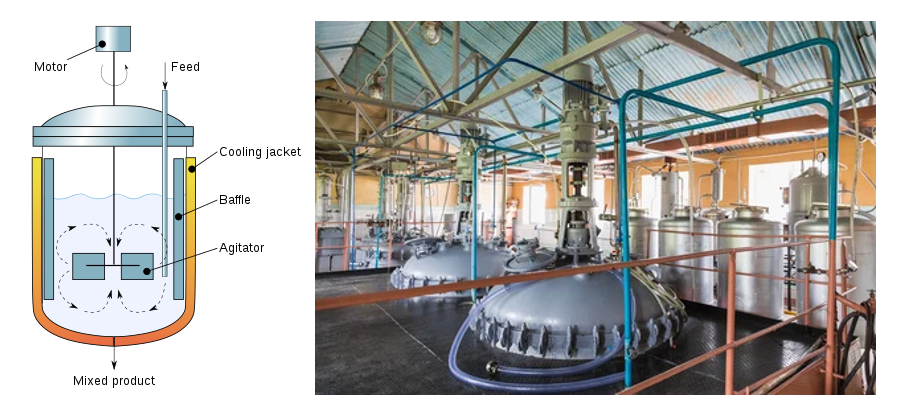 Motor
Feed
Cooling jacket
Baffle
Agitator
Mixed product